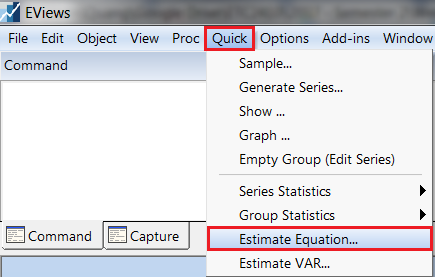 EViews
File Edit Object View Proc Quick Options Add-ins Window
Command
Sample...
Generate Series...
Show ...
Graph ...
Empty Group (Edit Series)
Series Statistics
Group Statistics
Estimate Equation...
Estimate VAR...
Command Capture